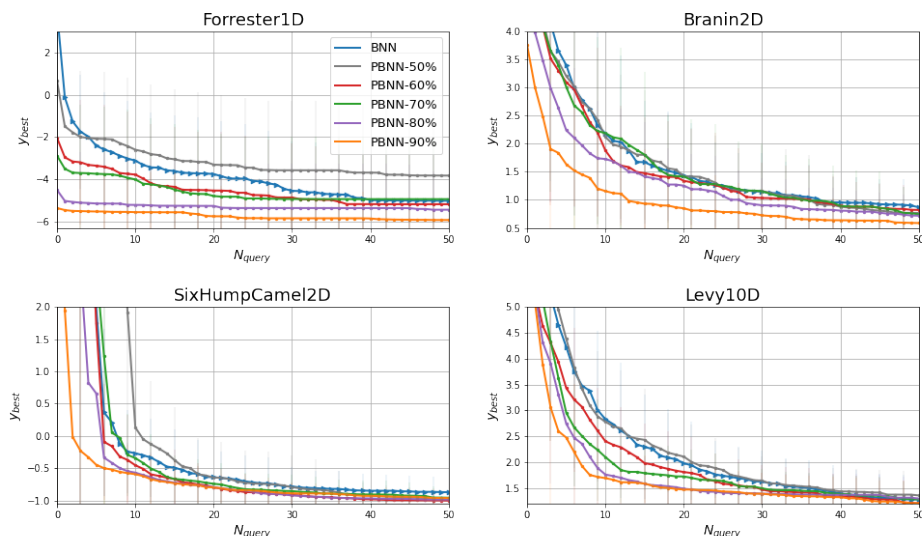 Forrester1D
y_best
2
0
−2
−4
−6
BNN
PBNN-50%
PBNN-60%
PBNN-70%
PBNN-80%
PBNN-90%
0 10 20 30 40 50
N_query
Branin2D
y_best
4.0
3.5
3.0
2.5
2.0
1.5
1.0
0.5
0 10 20 30 40 50
N_query
SixHumpCamel2D
y_best
2.0
1.5
1.0
0.5
0.0
−0.5
−1.0
0 10 20 30 40 50
N_query
Levy10D
y_best
5.0
4.5
4.0
3.5
3.0
2.5
2.0
1.5
0 10 20 30 40 50
N_query